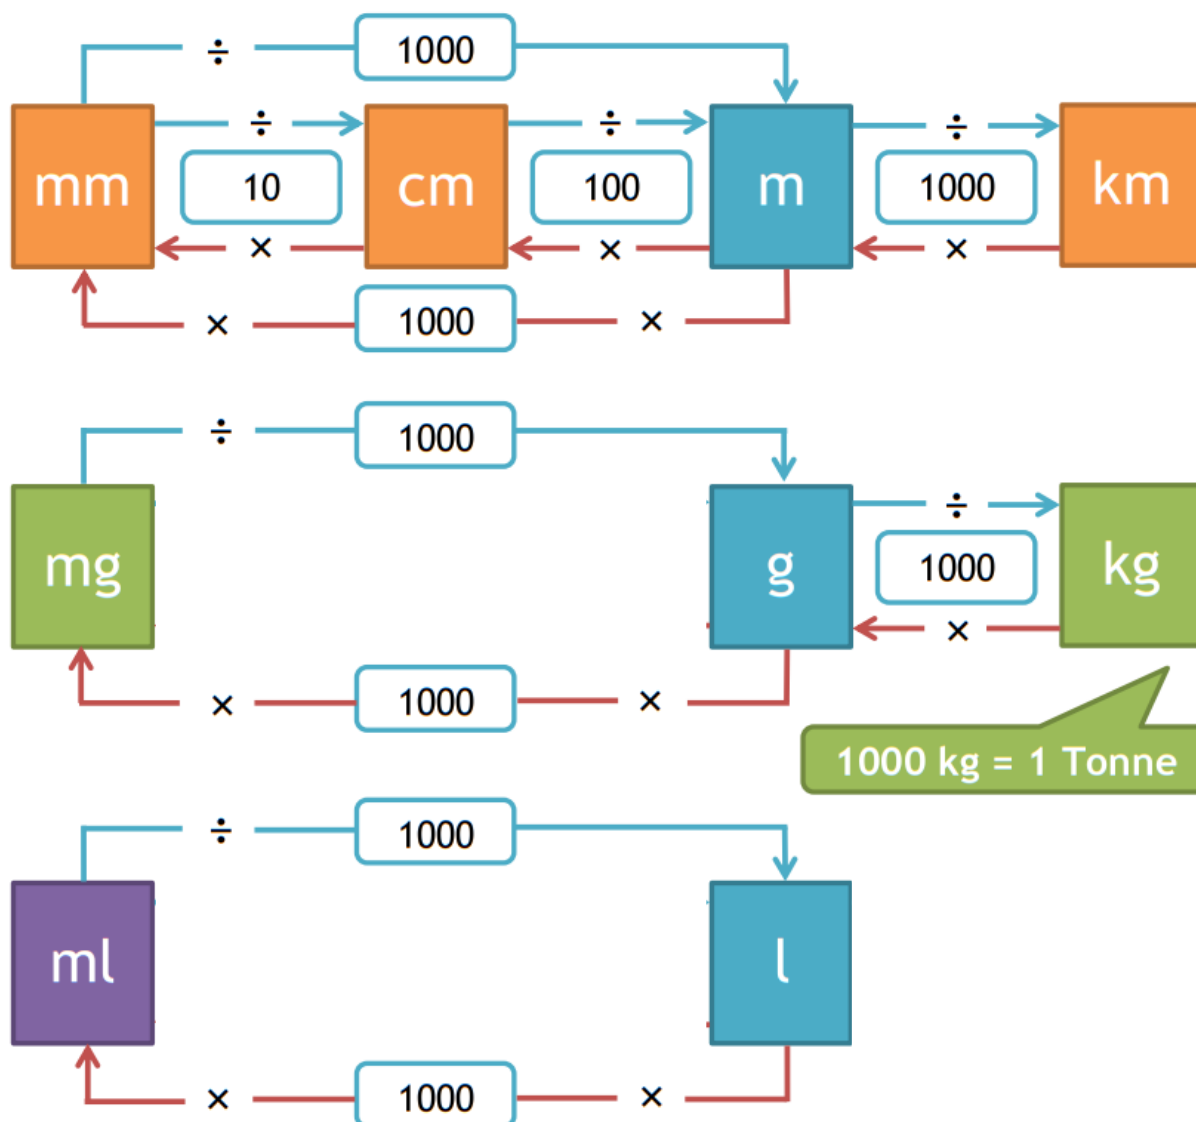 ÷ 1000
mm ÷ cm ÷ m ÷ km
10 100 1000
× × ×
× 1000 ×
÷ 1000
mg g ÷ kg
1000
×
× 1000 ×
1000 kg = 1 Tonne
÷ 1000
ml l
× 1000 ×